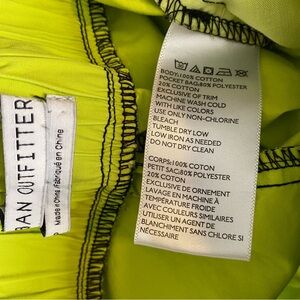 BAN OUTFITTER
Made in China Fabriqué en Chine
BODY:100% COTTON
POCKET BAG:80% POLYESTER
20% COTTON
EXCLUSIVE OF TRIM
MACHINE WASH COLD
WITH LIKE COLORS
USE ONLY NON-CHLORINE
BLEACH
TUMBLE DRY LOW
LOW IRON AS NEEDED
DO NOT DRY CLEAN
CORPS:100% COTTON
PETIT SAC:80% POLYESTER
20% COTTON
EXCLUSIVE DE ORNEMENT
LAVAGE EN MACHINE À
TEMPÉRATURE FROIDE
AVEC COULEURS SIMILAIRES
UTILISER UN AGENT DE
BLANCHIMENT SANS CHLORE SI
NÉCESSAIRE